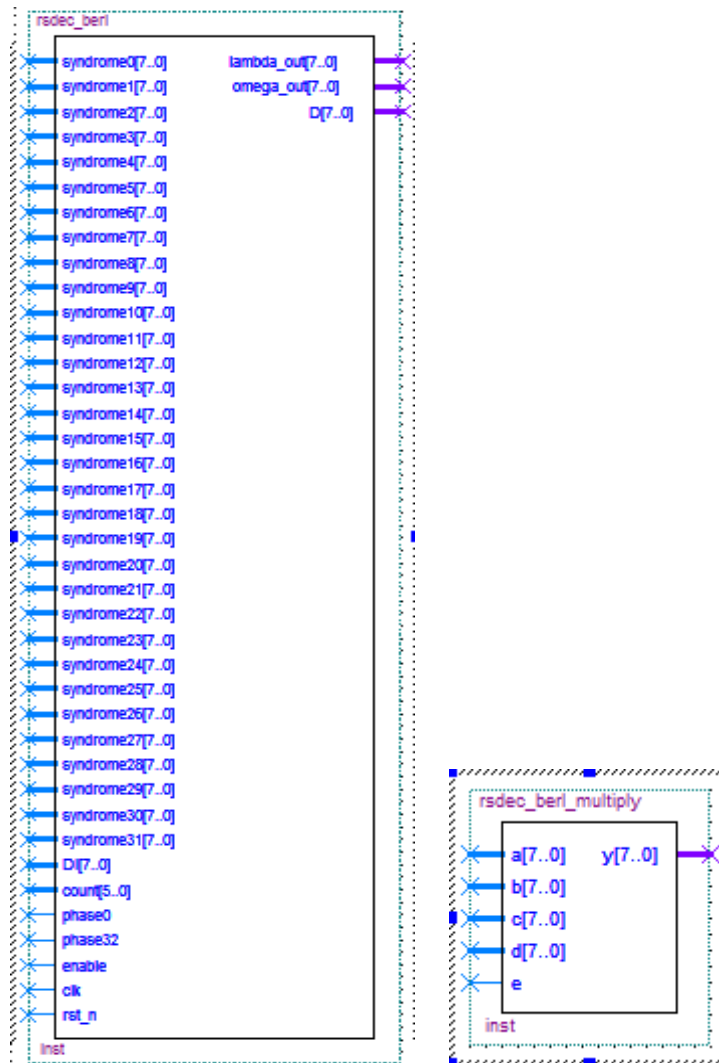 rsdec_berl
syndrome0[7..0] lambda_out[7..0]
syndrome1[7..0] omega_out[7..0]
syndrome2[7..0] D[7..0]
syndrome3[7..0]
syndrome4[7..0]
syndrome5[7..0]
syndrome6[7..0]
syndrome7[7..0]
syndrome8[7..0]
syndrome9[7..0]
syndrome10[7..0]
syndrome11[7..0]
syndrome12[7..0]
syndrome13[7..0]
syndrome14[7..0]
syndrome15[7..0]
syndrome16[7..0]
syndrome17[7..0]
syndrome18[7..0]
syndrome19[7..0]
syndrome20[7..0]
syndrome21[7..0]
syndrome22[7..0]
syndrome23[7..0]
syndrome24[7..0]
syndrome25[7..0]
syndrome26[7..0]
syndrome27[7..0]
syndrome28[7..0]
syndrome29[7..0]
syndrome30[7..0]
syndrome31[7..0]
DI[7..0]
count[5..0]
phase0
phase32
enable
clk
rst_n
inst
rsdec_berl_multiply
a[7..0] y[7..0]
b[7..0]
c[7..0]
d[7..0]
e
inst